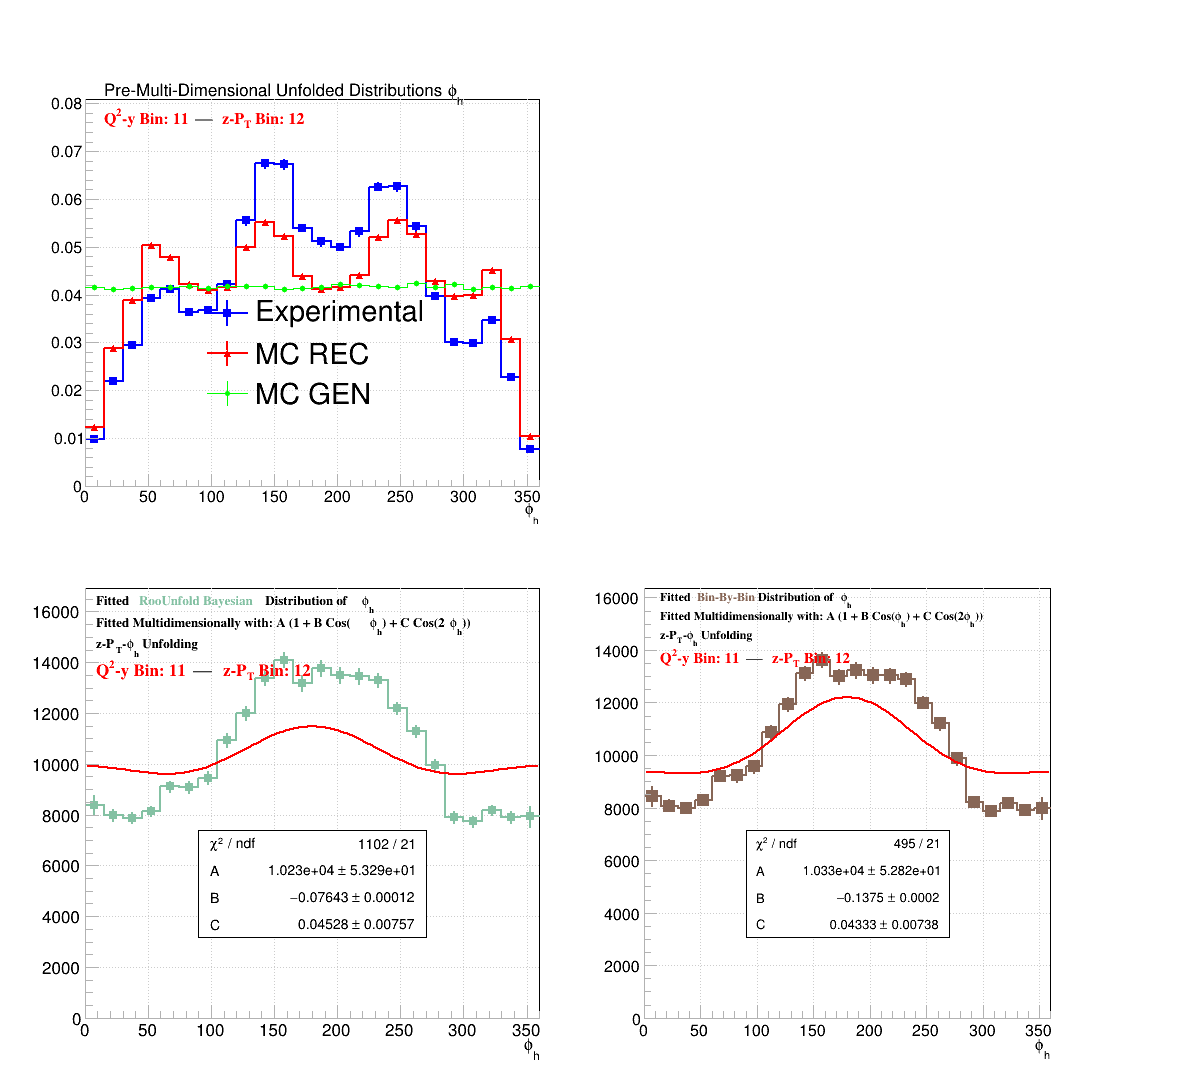 Pre-Multi-Dimensional Unfolded Distributions ϕh
Q²-y Bin: 11 — z-PT Bin: 12
0.08
0.07
0.06
0.05
0.04
0.03
0.02
0.01
0
Experimental
MC REC
MC GEN
0 50 100 150 200 250 300 350
ϕh
Fitted RooUnfold Bayesian Distribution of ϕh
Fitted Multidimensionally with: A (1 + B Cos( ϕh) + C Cos(2 ϕh))
z-PT-ϕh Unfolding
Q²-y Bin: 11 — z-PT Bin: 12
16000
14000
12000
10000
8000
6000
4000
2000
0
χ² / ndf 1102 / 21
A 1.023e+04 ± 5.329e+01
B −0.07643 ± 0.00012
C 0.04528 ± 0.00757
0 50 100 150 200 250 300 350
ϕh
Fitted Bin-By-Bin Distribution of ϕh
Fitted Multidimensionally with: A (1 + B Cos(ϕh) + C Cos(2ϕh))
z-PT-ϕh Unfolding
Q²-y Bin: 11 — z-PT Bin: 12
16000
14000
12000
10000
8000
6000
4000
2000
0
χ² / ndf 495 / 21
A 1.033e+04 ± 5.282e+01
B −0.1375 ± 0.0002
C 0.04333 ± 0.00738
0 50 100 150 200 250 300 350
ϕh